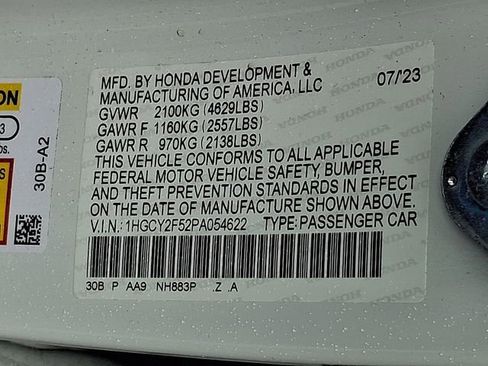 MFD. BY HONDA DEVELOPMENT &
MANUFACTURING OF AMERICA, LLC 07/'23
GVWR 2100KG (4629LBS)
GAWR F 1160KG (2557LBS)
GAWR R 970KG (2138LBS)
THIS VEHICLE CONFORMS TO ALL APPLICABLE
FEDERAL MOTOR VEHICLE SAFETY, BUMPER,
AND THEFT PREVENTION STANDARDS IN EFFECT
ON THE DATE OF MANUFACTURE SHOWN ABOVE.
V.I.N.: 1HGCY2F52PA054622 TYPE: PASSENGER CAR
30B P AA9 NH883P .Z .A
30B-A2
3
HONDA